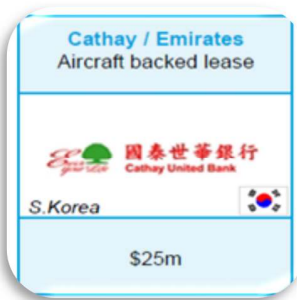 Cathay / Emirates
Aircraft backed lease
國泰世華銀行
Cathay United Bank
S.Korea
$25m